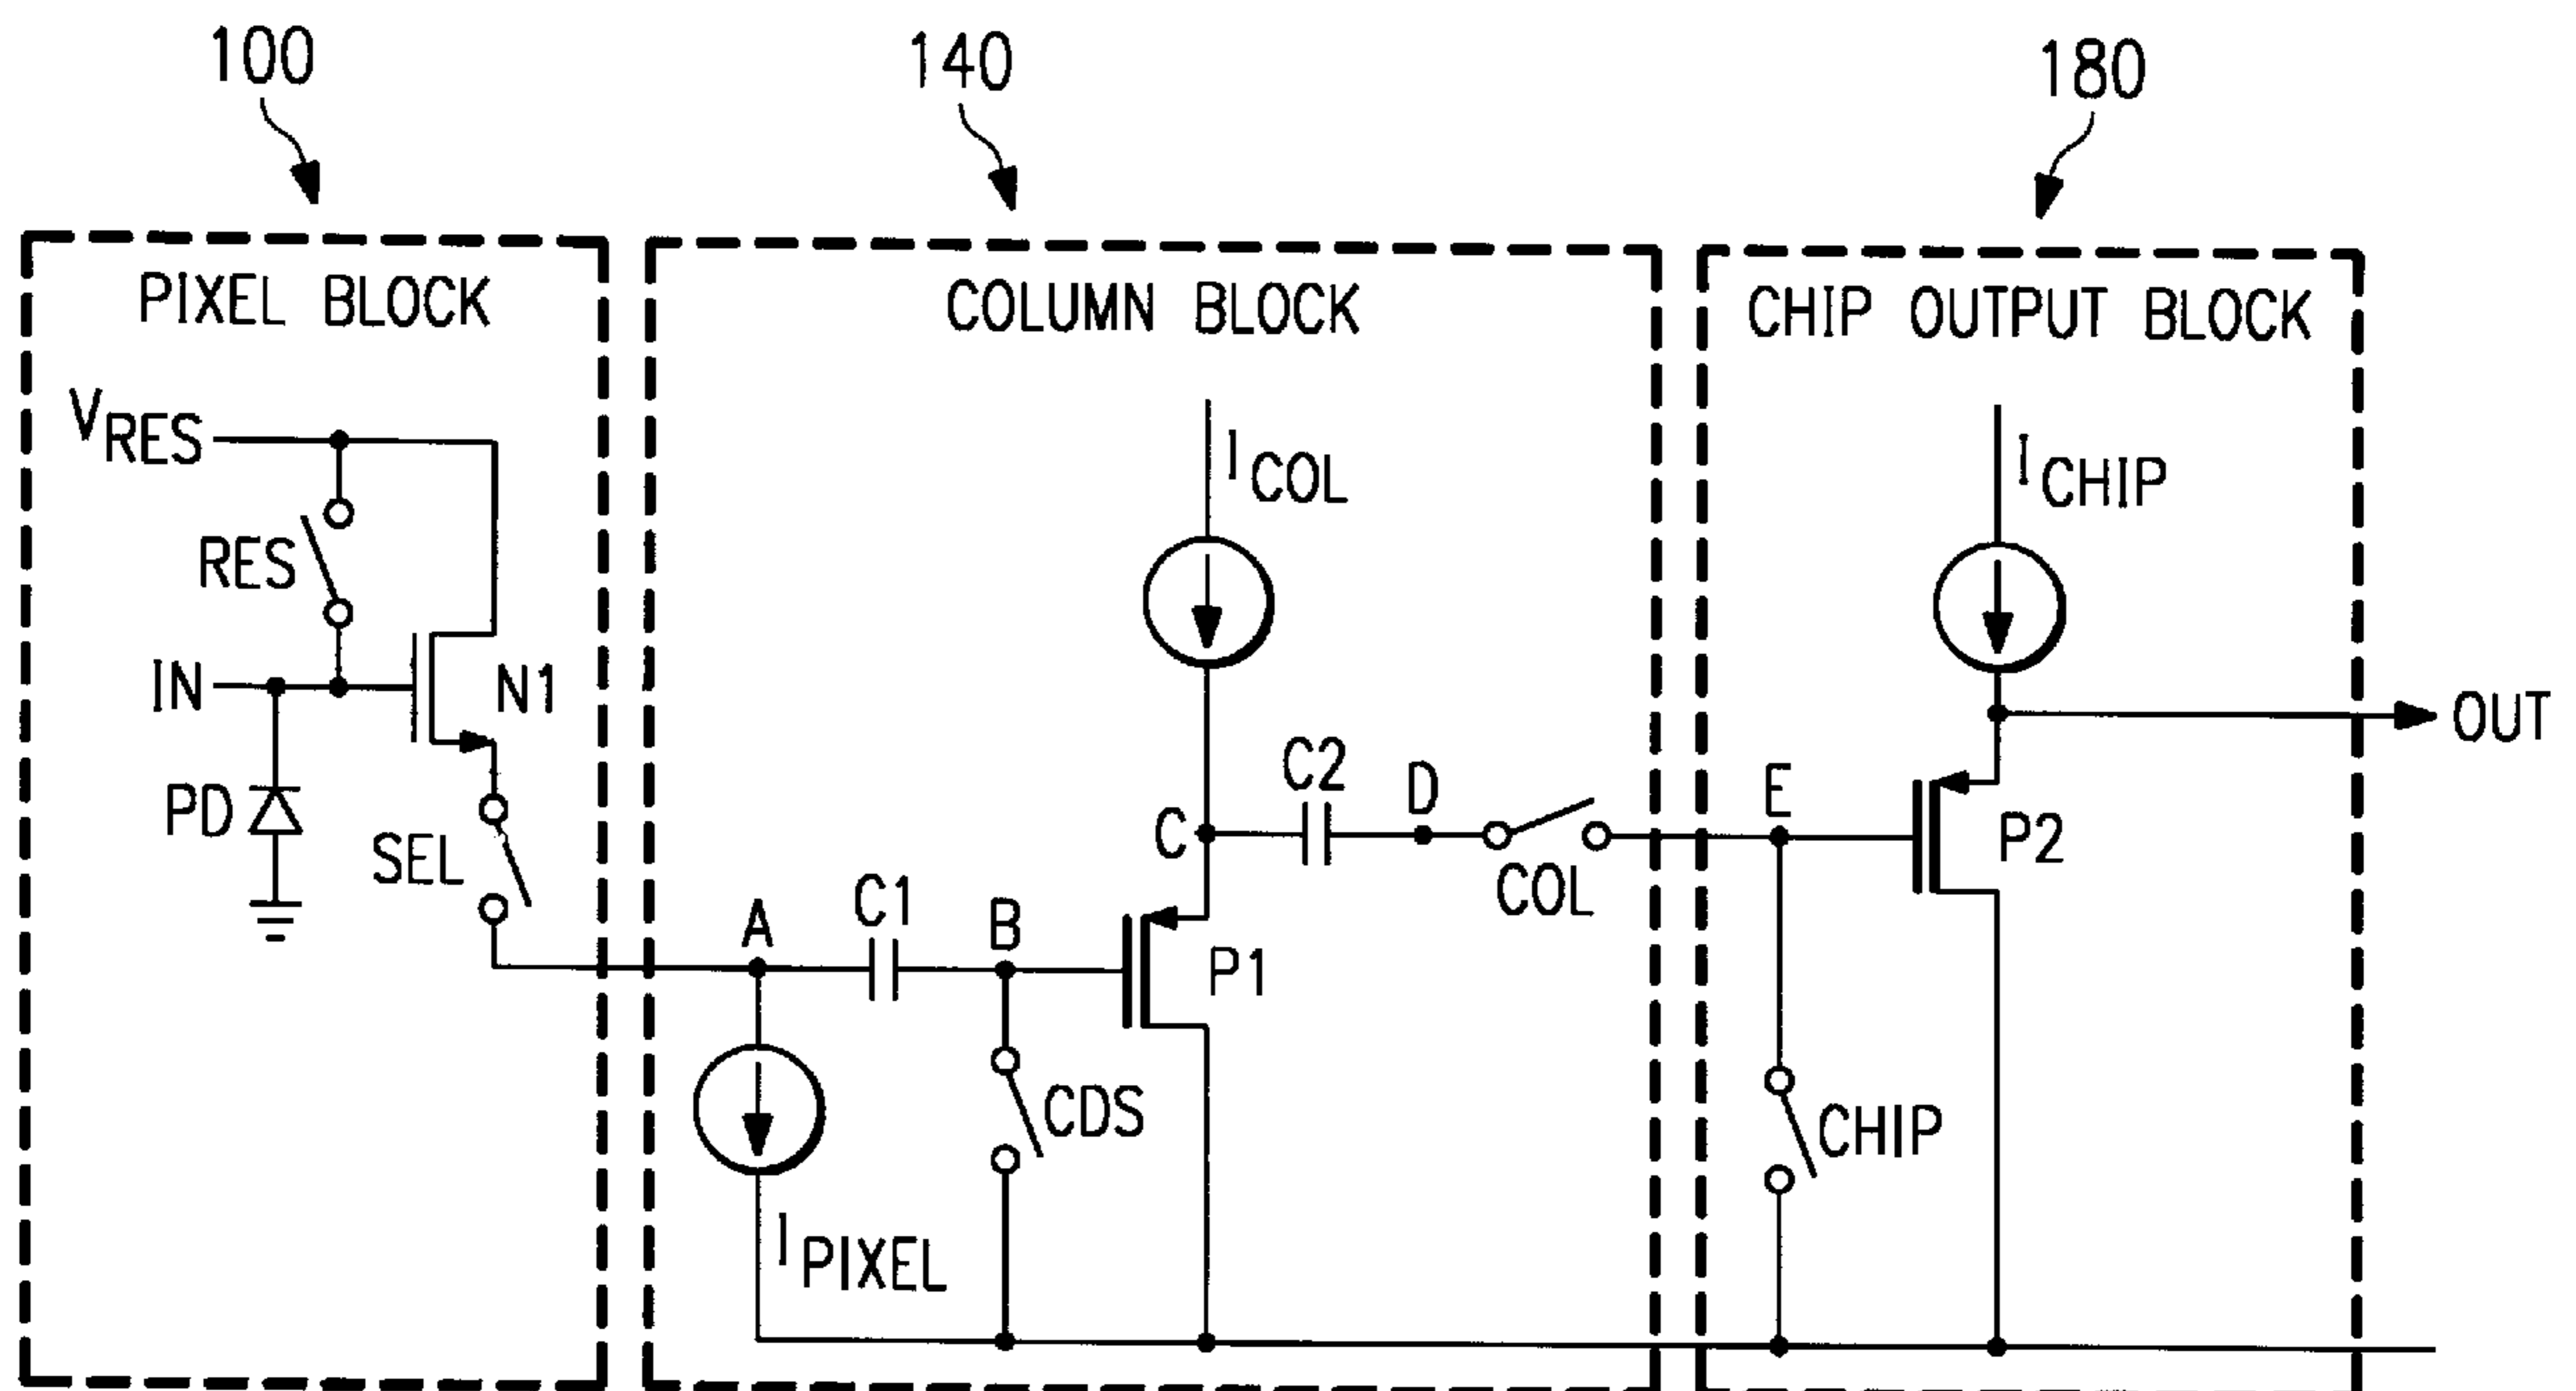 100
140
180
PIXEL BLOCK
COLUMN BLOCK
CHIP OUTPUT BLOCK
VRES
ICOL
ICHIP
RES
IN
N1
OUT
PD
SEL
C
C2
D
COL
E
P2
A
C1
B
P1
CDS
CHIP
IPIXEL